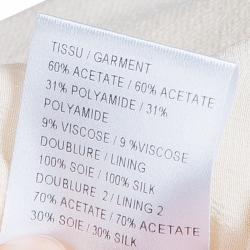 TISSU / GARMENT
60% ACETATE / 60% ACETATE
31% POLYAMIDE / 31%
POLYAMIDE
9% VISCOSE / 9 %VISCOSE
DOUBLURE / LINING
100% SOIE / 100% SILK
DOUBLURE 2 / LINING 2
70% ACETATE / 70% ACETATE
30% SOIE / 30% SILK